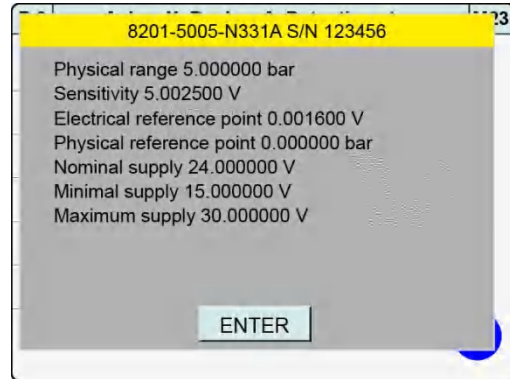 8201-5005-N331A S/N 123456
23
Physical range 5.000000 bar
Sensitivity 5.002500 V
Electrical reference point 0.001600 V
Physical reference point 0.000000 bar
Nominal supply 24.000000 V
Minimal supply 15.000000 V
Maximum supply 30.000000 V
ENTER